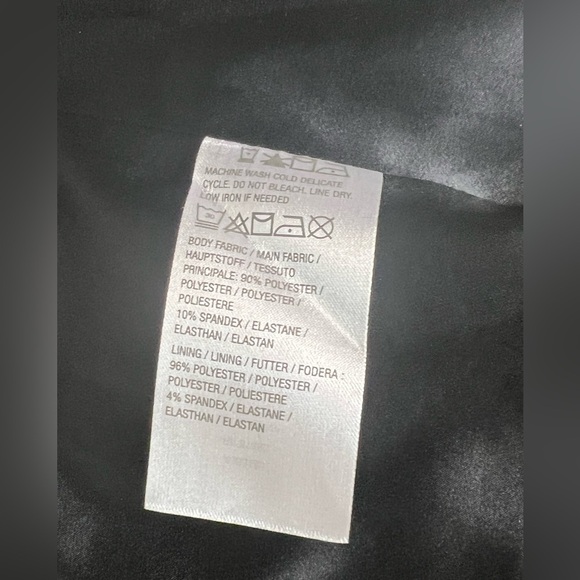 MACHINE WASH COLD DELICATE
CYCLE. DO NOT BLEACH. LINE DRY.
LOW IRON IF NEEDED
BODY FABRIC / MAIN FABRIC /
HAUPTSTOFF / TESSUTO
PRINCIPALE: 90% POLYESTER /
POLYESTER / POLYESTER /
POLIESTERE
10% SPANDEX / ELASTANE /
ELASTHAN / ELASTAN
LINING / LINING / FUTTER / FODERA :
96% POLYESTER / POLYESTER /
POLYESTER / POLIESTERE
4% SPANDEX / ELASTANE /
ELASTHAN / ELASTAN